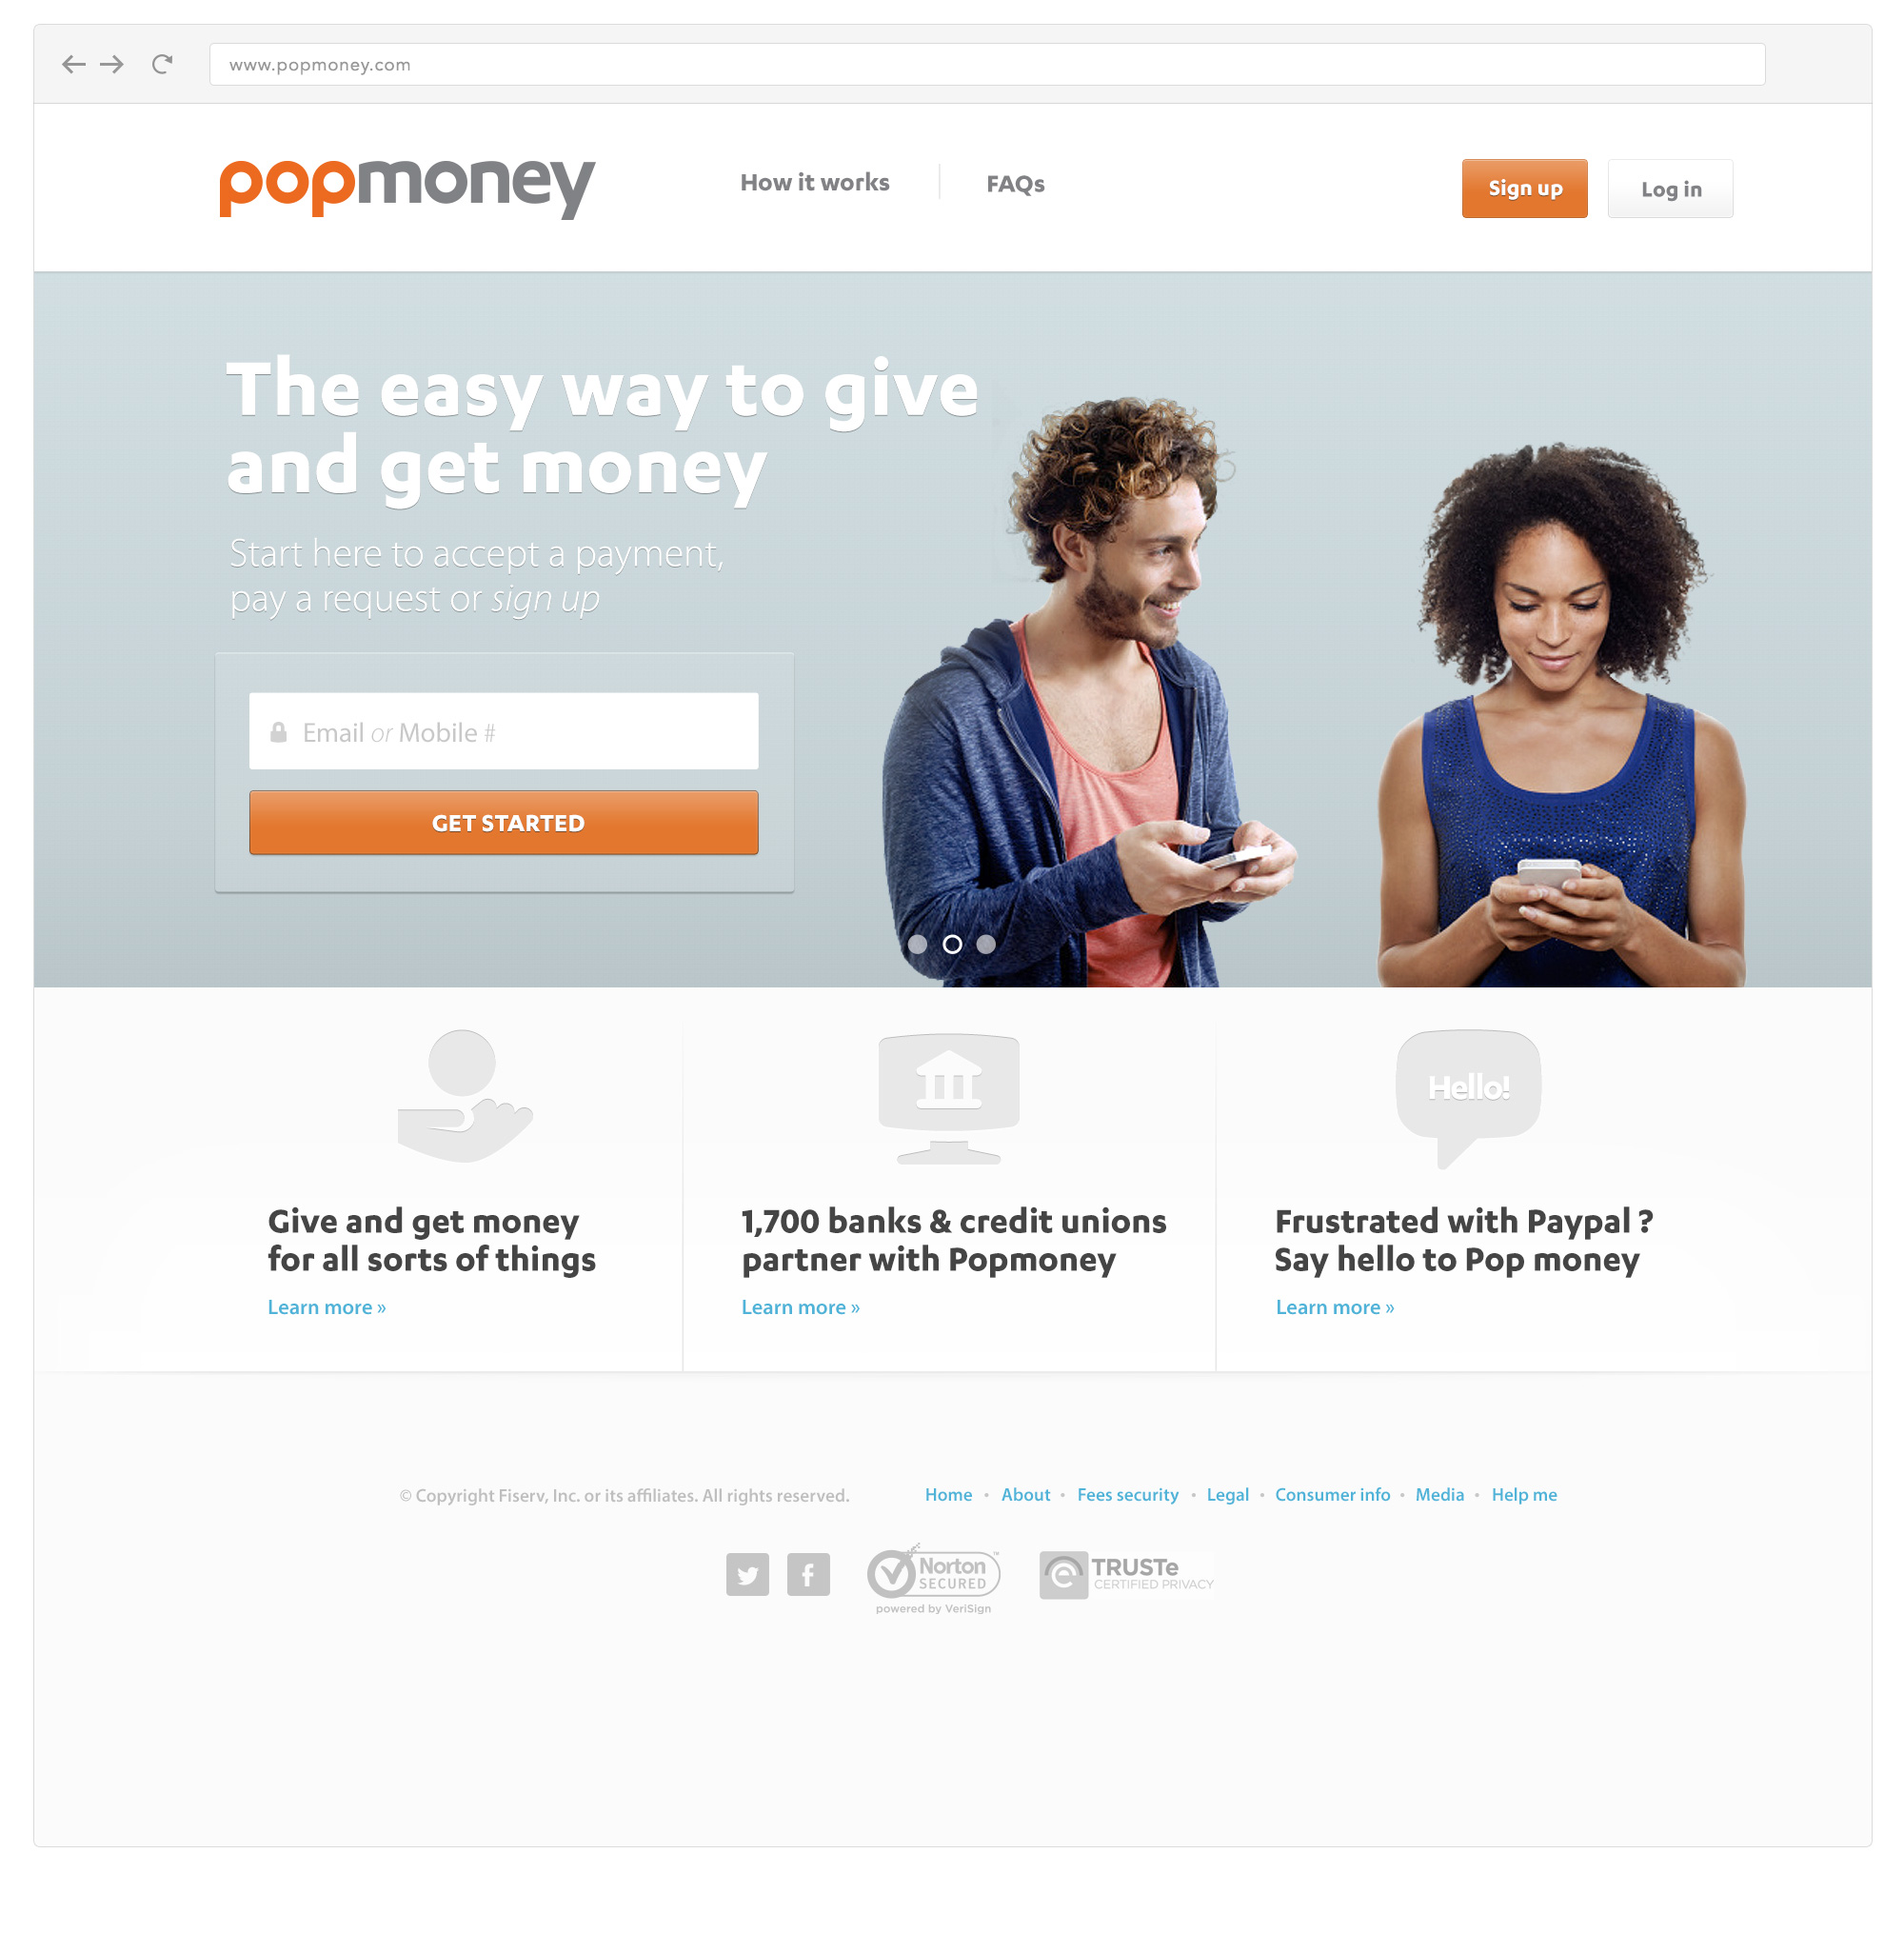 www.popmoney.com
popmoney
How it works
FAQs
Sign up
Log in
The easy way to give
and get money
Start here to accept a payment,
pay a request or sign up
Email or Mobile #
GET STARTED
Hello!
Give and get money
for all sorts of things
Learn more »
1,700 banks & credit unions
partner with Popmoney
Learn more »
Frustrated with Paypal ?
Say hello to Pop money
Learn more »
© Copyright Fiserv, Inc. or its affiliates. All rights reserved.
Home • About • Fees security • Legal • Consumer info • Media • Help me
Norton™
SECURED
powered by VeriSign
TRUSTe
CERTIFIED PRIVACY